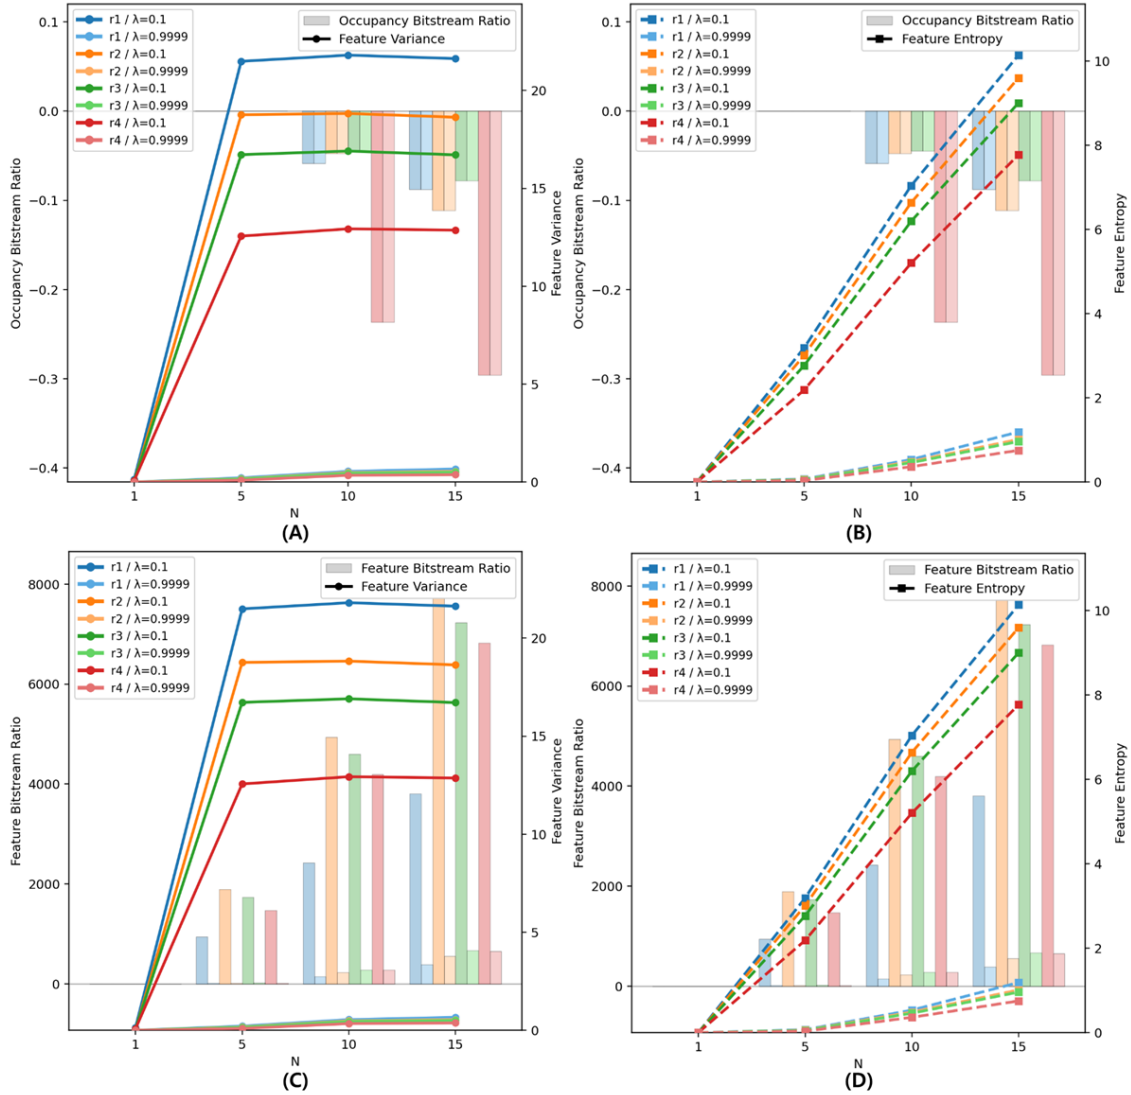 r1 / λ=0.1
r1 / λ=0.9999
r2 / λ=0.1
r2 / λ=0.9999
r3 / λ=0.1
r3 / λ=0.9999
r4 / λ=0.1
r4 / λ=0.9999
Occupancy Bitstream Ratio
Feature Variance
0.1
0.0
−0.1
−0.2
−0.3
−0.4
Occupancy Bitstream Ratio
20
15
10
5
0
Feature Variance
1
5
10
15
N
(A)
r1 / λ=0.1
r1 / λ=0.9999
r2 / λ=0.1
r2 / λ=0.9999
r3 / λ=0.1
r3 / λ=0.9999
r4 / λ=0.1
r4 / λ=0.9999
Occupancy Bitstream Ratio
Feature Entropy
0.1
0.0
−0.1
−0.2
−0.3
−0.4
Occupancy Bitstream Ratio
10
8
6
4
2
0
Feature Entropy
1
5
10
15
N
(B)
r1 / λ=0.1
r1 / λ=0.9999
r2 / λ=0.1
r2 / λ=0.9999
r3 / λ=0.1
r3 / λ=0.9999
r4 / λ=0.1
r4 / λ=0.9999
Feature Bitstream Ratio
Feature Variance
8000
6000
4000
2000
0
Feature Bitstream Ratio
20
15
10
5
0
Feature Variance
1
5
10
15
N
(C)
r1 / λ=0.1
r1 / λ=0.9999
r2 / λ=0.1
r2 / λ=0.9999
r3 / λ=0.1
r3 / λ=0.9999
r4 / λ=0.1
r4 / λ=0.9999
Feature Bitstream Ratio
Feature Entropy
8000
6000
4000
2000
0
Feature Bitstream Ratio
10
8
6
4
2
0
Feature Entropy
1
5
10
15
N
(D)